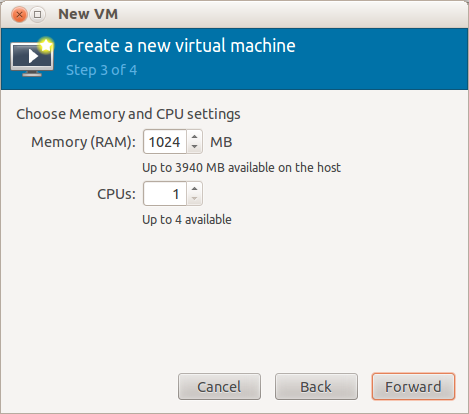 New VM
Create a new virtual machine
Step 3 of 4
Choose Memory and CPU settings
Memory (RAM): 1024 MB
Up to 3940 MB available on the host
CPUs: 1
Up to 4 available
Cancel Back Forward